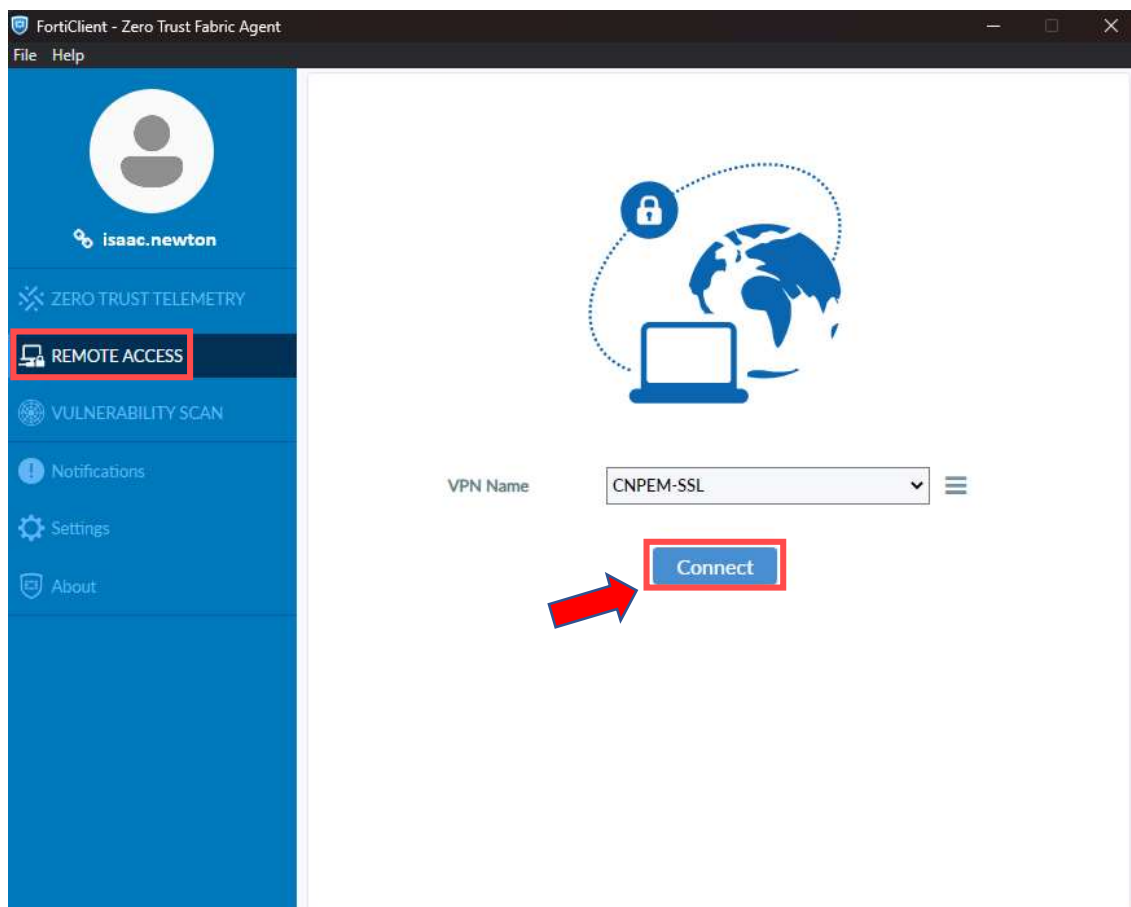 FortiClient - Zero Trust Fabric Agent
File Help
isaac.newton
ZERO TRUST TELEMETRY
REMOTE ACCESS
VULNERABILITY SCAN
Notifications
Settings
About
VPN Name CNPEM-SSL
Connect